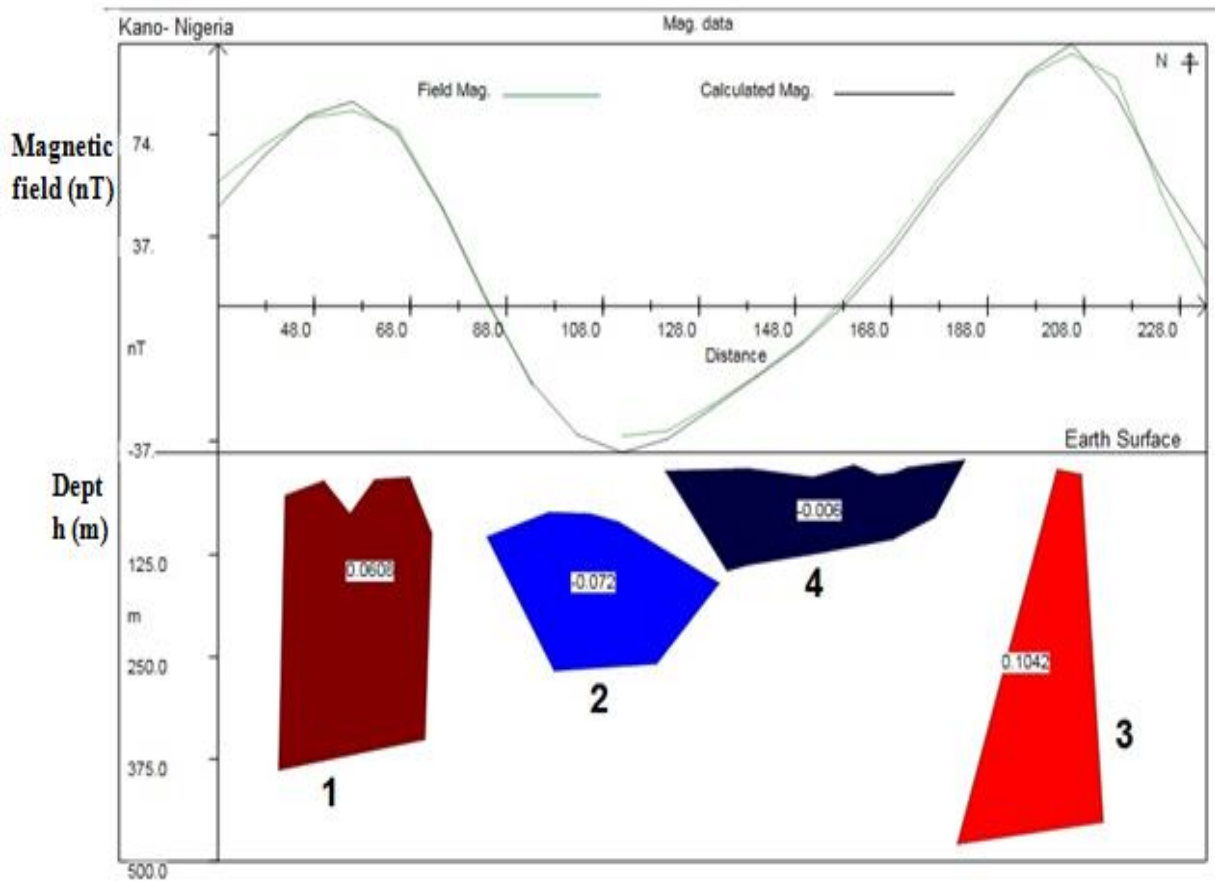 Kano- Nigeria
Mag. data
N
Field Mag.
Calculated Mag.
Magnetic
field (nT)
74.
37.
48.0 68.0 88.0 108.0 128.0 148.0 168.0 188.0 208.0 228.0
nT
Distance
-37.
Earth Surface
Dept
h (m)
125.0
m
250.0
375.0
500.0
0.0608
-0.072
-0.006
0.1042
1
2
4
3